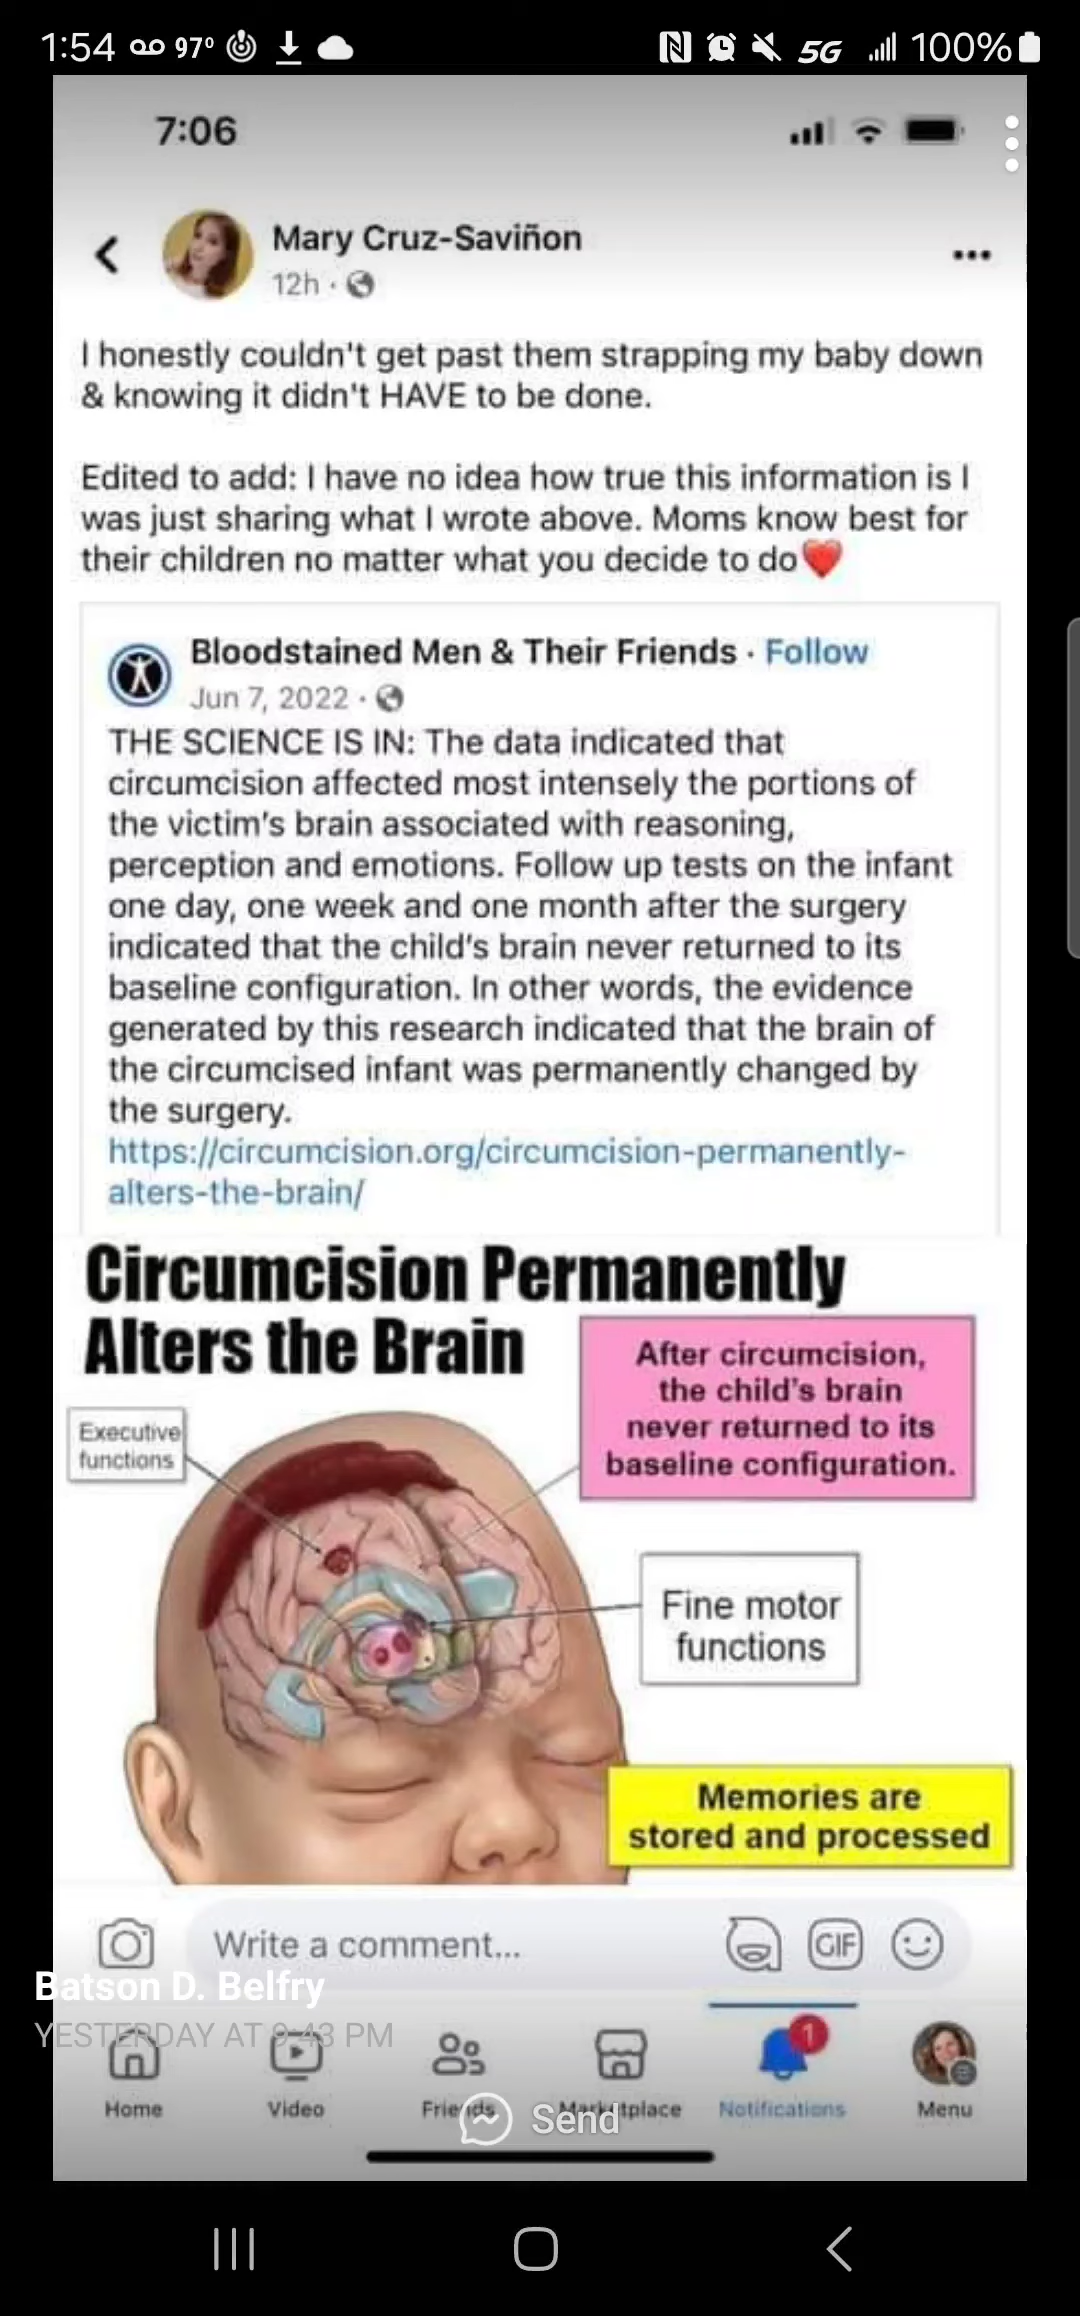 1:54 97°
5G 100%
7:06
Mary Cruz-Saviñon
12h ·
I honestly couldn't get past them strapping my baby down
& knowing it didn't HAVE to be done.
Edited to add: I have no idea how true this information is I
was just sharing what I wrote above. Moms know best for
their children no matter what you decide to do❤️
Bloodstained Men & Their Friends · Follow
Jun 7, 2022 ·
THE SCIENCE IS IN: The data indicated that
circumcision affected most intensely the portions of
the victim's brain associated with reasoning,
perception and emotions. Follow up tests on the infant
one day, one week and one month after the surgery
indicated that the child's brain never returned to its
baseline configuration. In other words, the evidence
generated by this research indicated that the brain of
the circumcised infant was permanently changed by
the surgery.
https://circumcision.org/circumcision-permanently-
alters-the-brain/
Circumcision Permanently
Alters the Brain
After circumcision,
the child's brain
never returned to its
baseline configuration.
Executive
functions
Fine motor
functions
Memories are
stored and processed
Write a comment...
GIF
Batson D. Belfry
YESTERDAY AT 9:43 PM
1
Home Video Friends Marketplace Notifications Menu
Send